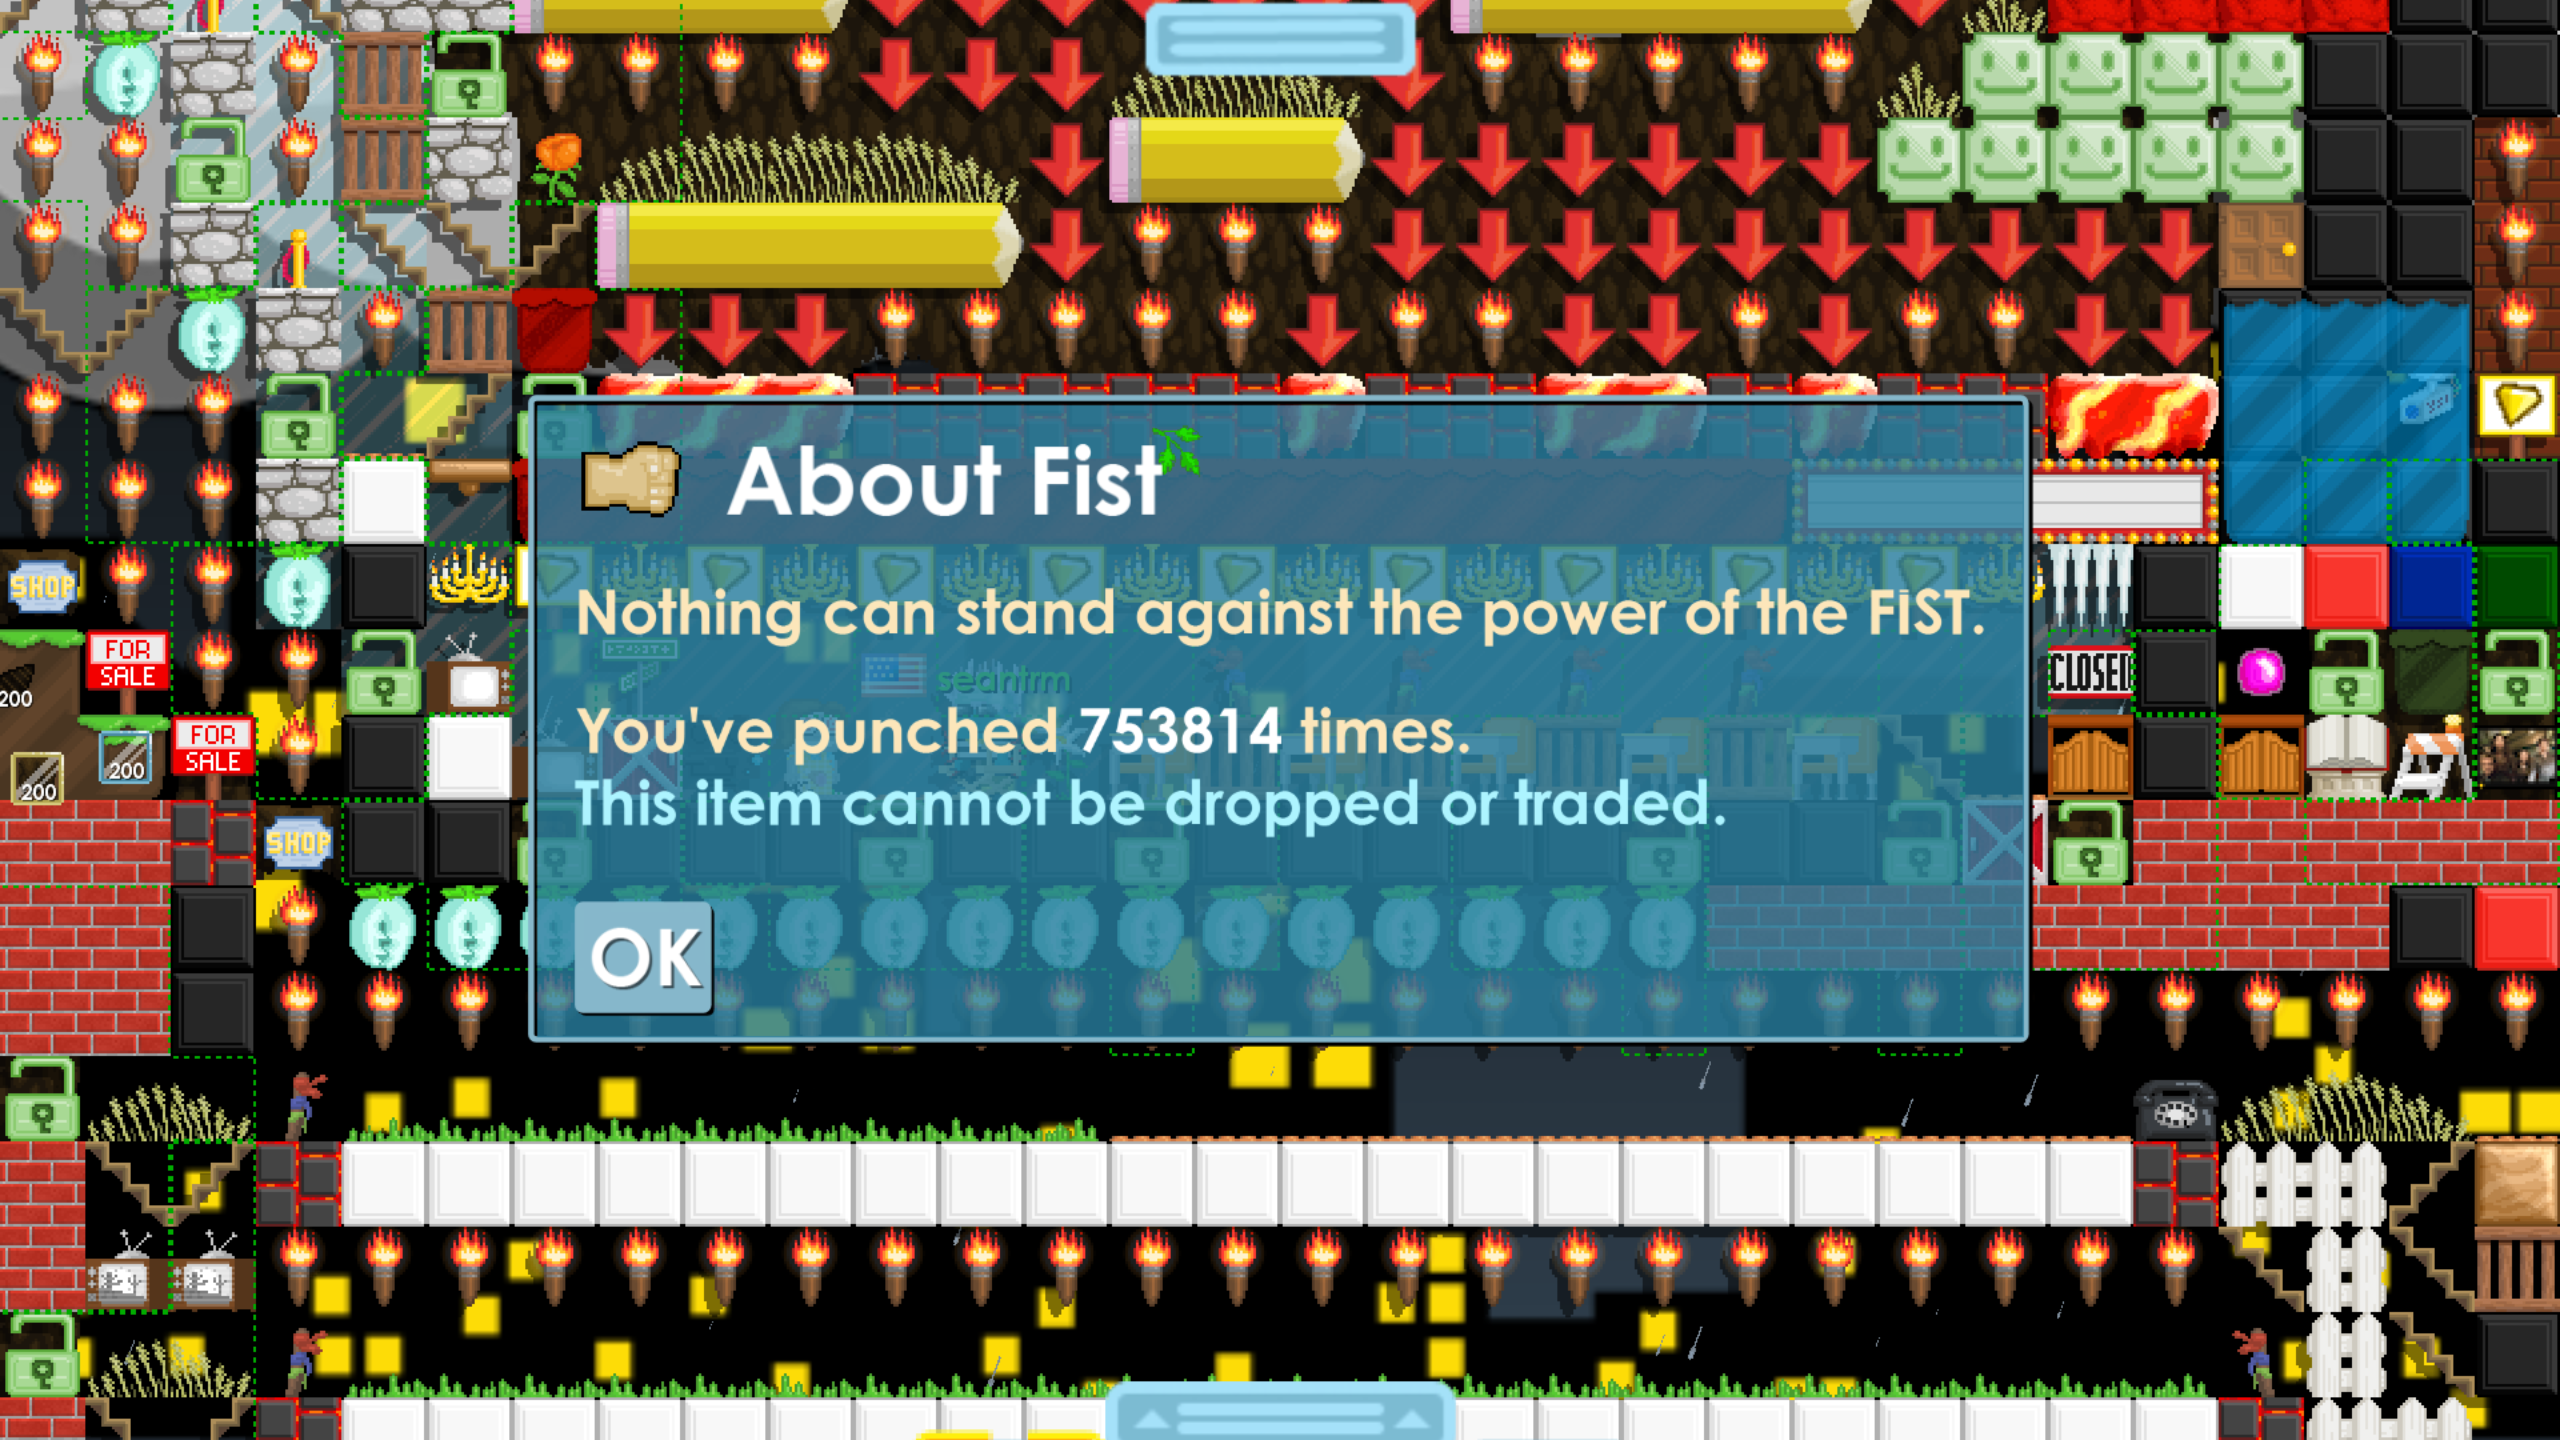 About Fist
Nothing can stand against the power of the FIST.
SHOP
FOR
SALE
200
seahtrm
CLOSED
You've punched 753814 times.
FOR
SALE
200
200
This item cannot be dropped or traded.
SHOP
OK